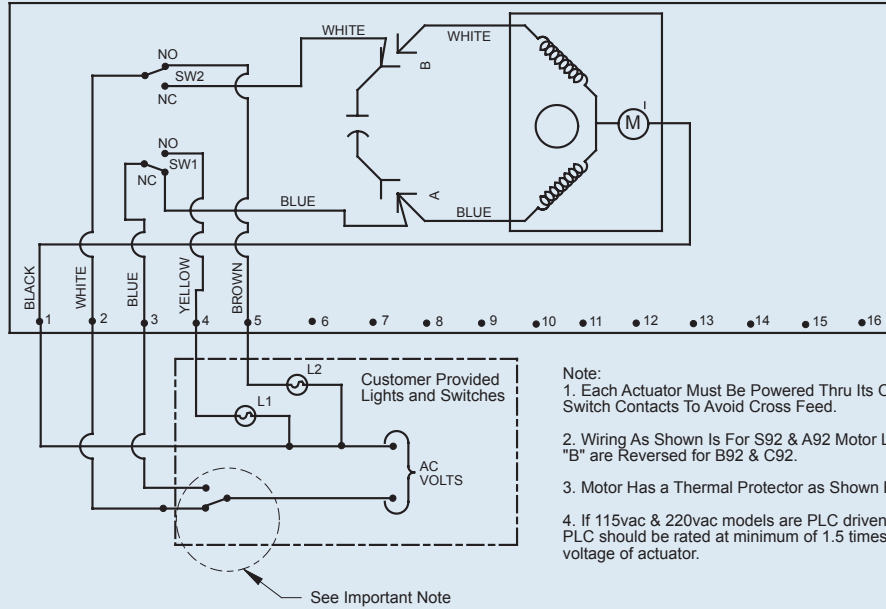 WHITE
WHITE
NO
SW2
B
NC
M
NO
SW1
NC
A
BLUE
BLUE
BLACK
WHITE
BLUE
YELLOW
BROWN
1 2 3 4 5 6 7 8 9 10 11 12 13 14 15 16
L2
Customer Provided
Lights and Switches
L1
AC
VOLTS
See Important Note
Note:
1. Each Actuator Must Be Powered Thru Its
Switch Contacts To Avoid Cross Feed.
2. Wiring As Shown Is For S92 & A92 Motor
"B" are Reversed for B92 & C92.
3. Motor Has a Thermal Protector as Shown
4. If 115vac & 220vac models are PLC driven
PLC should be rated at minimum of 1.5 times
voltage of actuator.